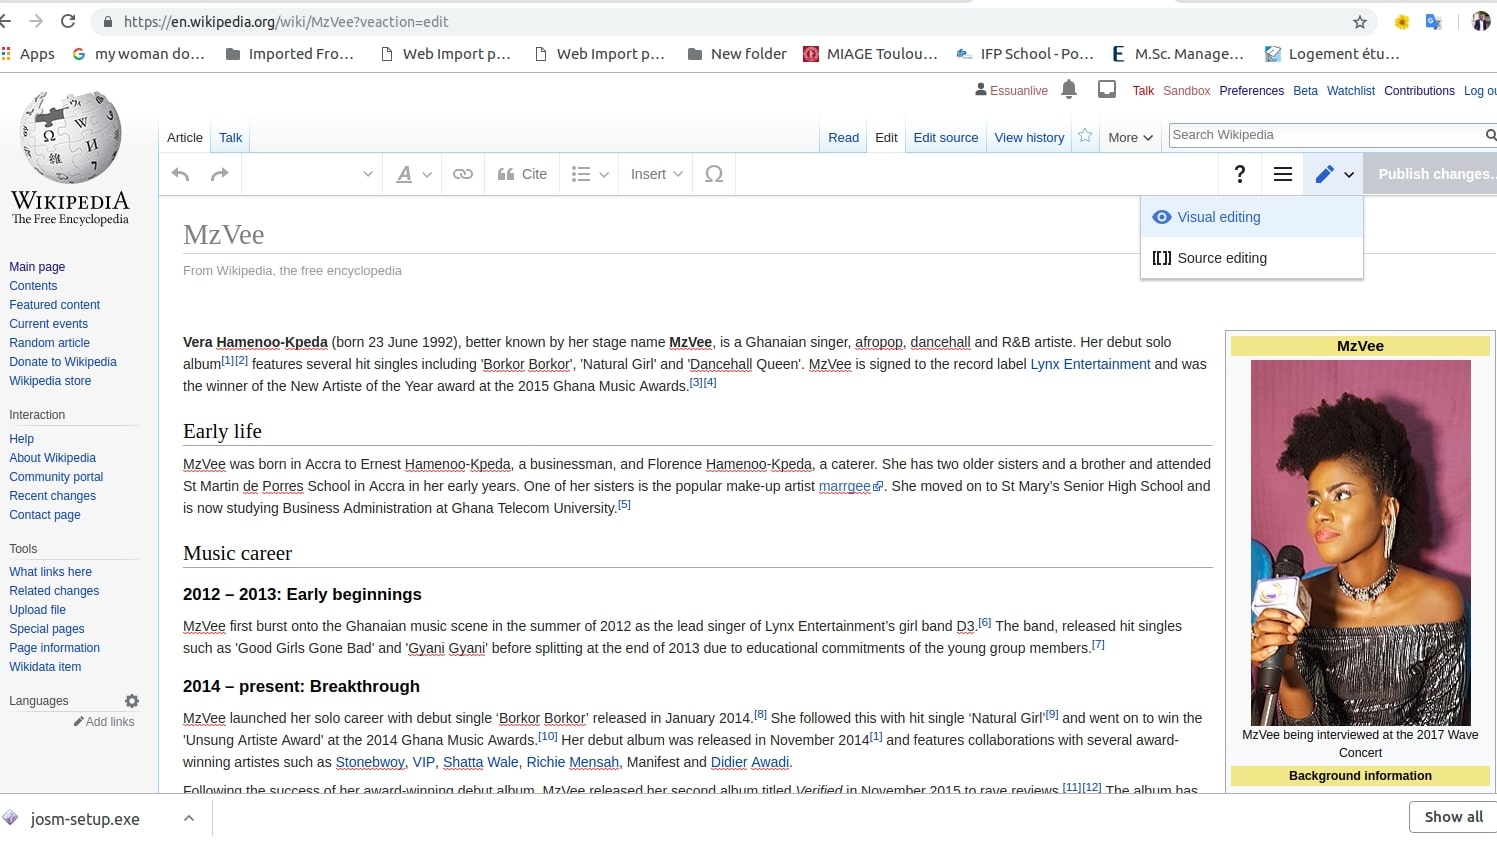 https://en.wikipedia.org/wiki/MzVee?veaction=edit
Apps
my woman do...
Imported Fro...
Web Import p...
Web Import p...
New folder
MIAGE Toulou...
IFP School - Po...
M.Sc. Manage...
Logement étu...
Essuanlive
Talk
Sandbox
Preferences
Beta
Watchlist
Contributions
Log ou
Article
Talk
Read
Edit
Edit source
View history
More
Search Wikipedia
Cite
Insert
Ω
?
Publish changes...
Visual editing
Source editing
WIKIPEDIA
The Free Encyclopedia
Main page
Contents
Featured content
Current events
Random article
Donate to Wikipedia
Wikipedia store
Interaction
Help
About Wikipedia
Community portal
Recent changes
Contact page
Tools
What links here
Related changes
Upload file
Special pages
Page information
Wikidata item
Languages
Add links
MzVee
From Wikipedia, the free encyclopedia
Vera Hamenoo-Kpeda (born 23 June 1992), better known by her stage name MzVee, is a Ghanaian singer, afropop, dancehall and R&B artiste. Her debut solo
album[1][2] features several hit singles including 'Borkor Borkor', 'Natural Girl' and 'Dancehall Queen'. MzVee is signed to the record label Lynx Entertainment and was
the winner of the New Artiste of the Year award at the 2015 Ghana Music Awards.[3][4]
Early life
MzVee was born in Accra to Ernest Hamenoo-Kpeda, a businessman, and Florence Hamenoo-Kpeda, a caterer. She has two older sisters and a brother and attended
St Martin de Porres School in Accra in her early years. One of her sisters is the popular make-up artist marrgee. She moved on to St Mary's Senior High School and
is now studying Business Administration at Ghana Telecom University.[5]
Music career
2012 – 2013: Early beginnings
MzVee first burst onto the Ghanaian music scene in the summer of 2012 as the lead singer of Lynx Entertainment's girl band D3.[6] The band, released hit singles
such as 'Good Girls Gone Bad' and 'Gyani Gyani' before splitting at the end of 2013 due to educational commitments of the young group members.[7]
2014 – present: Breakthrough
MzVee launched her solo career with debut single 'Borkor Borkor' released in January 2014.[8] She followed this with hit single 'Natural Girl'[9] and went on to win the
'Unsung Artiste Award' at the 2014 Ghana Music Awards.[10] Her debut album was released in November 2014[1] and features collaborations with several award-
winning artistes such as Stonebwoy, VIP, Shatta Wale, Richie Mensah, Manifest and Didier Awadi.
Following the success of her award-winning debut album, MzVee released her second album titled Verified in November 2015 to rave reviews.[11][12] The album has
MzVee
MzVee being interviewed at the 2017 Wave
Concert
Background information
josm-setup.exe
Show all